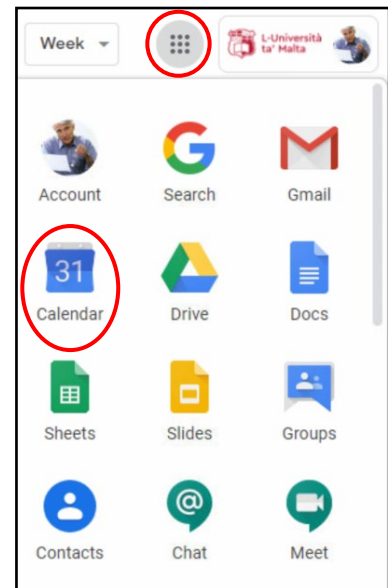 Week
L-Università
ta' Malta
Account
Search
Gmail
31
Calendar
Drive
Docs
Sheets
Slides
Groups
@
Contacts
Chat
Meet